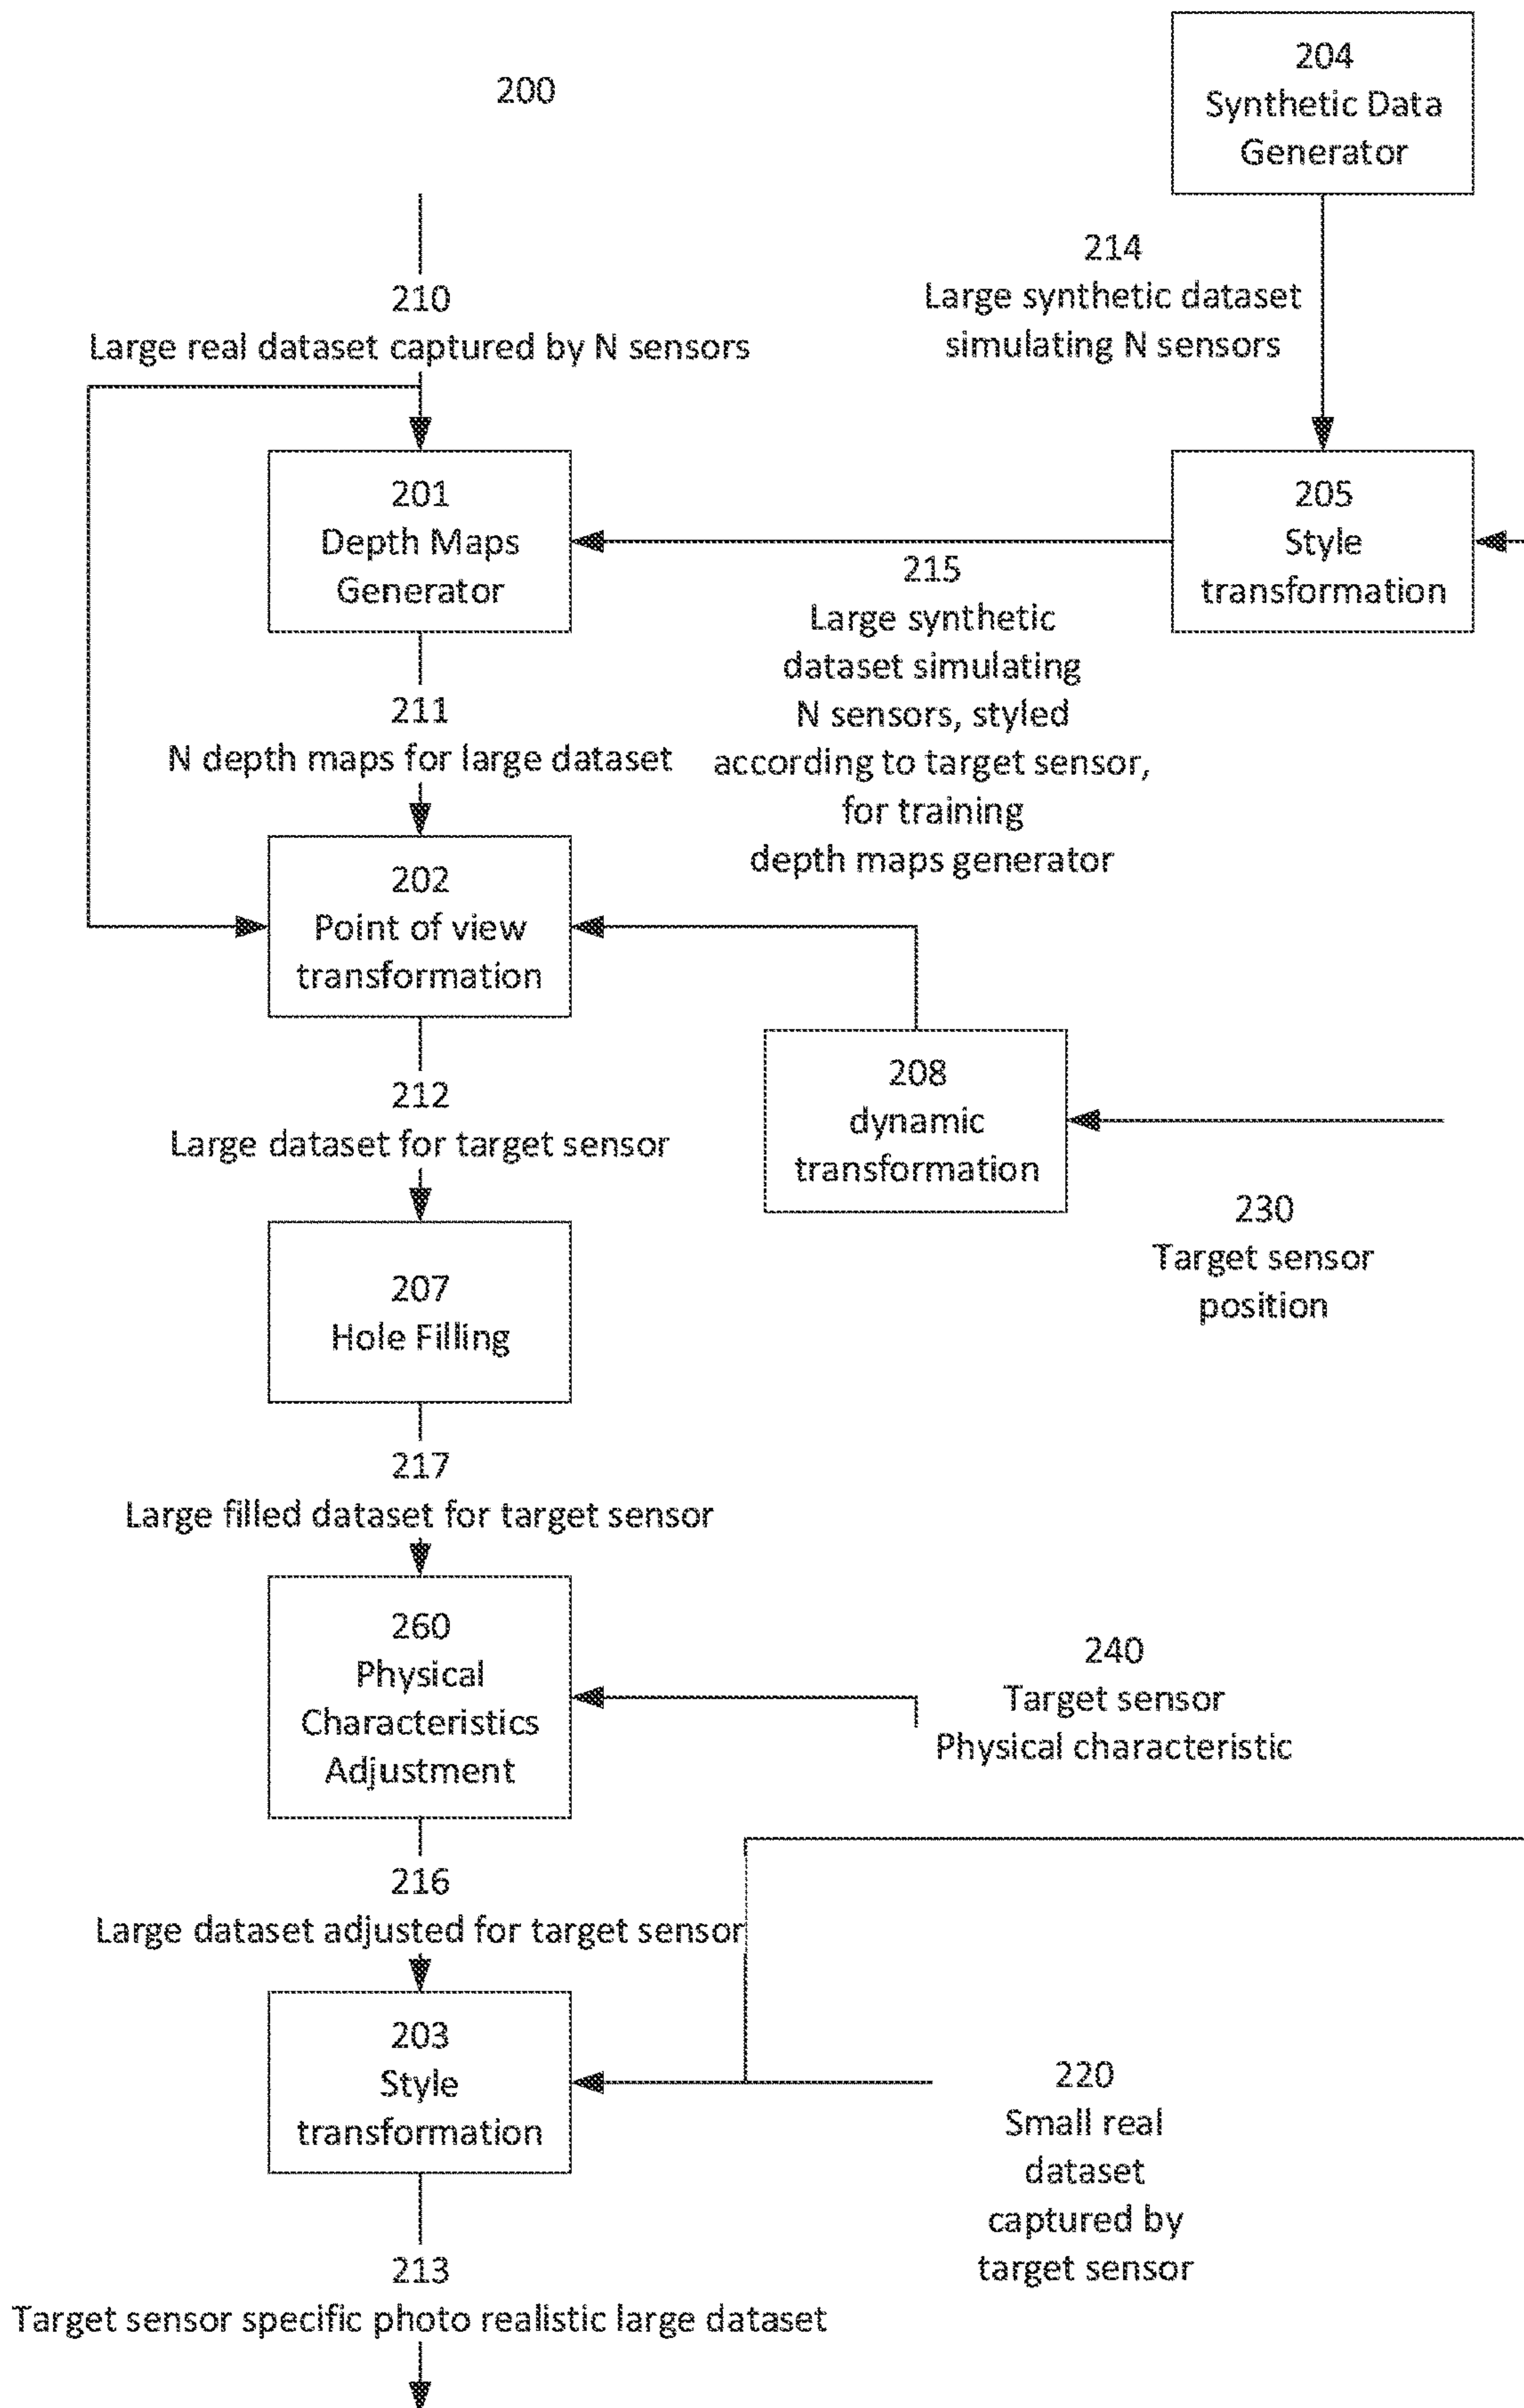 200
204
Synthetic Data
Generator
214
Large synthetic dataset
simulating N sensors
210
Large real dataset captured by N sensors
201
Depth Maps
Generator
205
Style
transformation
215
Large synthetic
dataset simulating
N sensors, styled
according to target sensor,
for training
depth maps generator
211
N depth maps for large dataset
202
Point of view
transformation
208
dynamic
transformation
212
Large dataset for target sensor
230
Target sensor
position
207
Hole Filling
217
Large filled dataset for target sensor
260
Physical
Characteristics
Adjustment
240
Target sensor
Physical characteristic
216
Large dataset adjusted for target sensor
203
Style
transformation
220
Small real
dataset
captured by
target sensor
213
Target sensor specific photo realistic large dataset